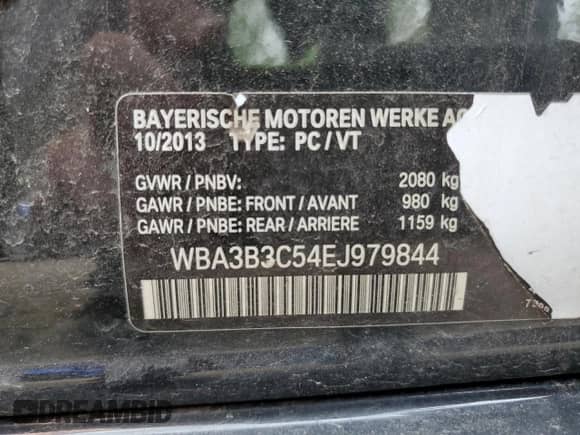 BAYERISCHE MOTOREN WERKE AG
10/2013 TYPE: PC / VT
GVWR / PNBV: 2080 kg
GAWR / PNBE: FRONT / AVANT 980 kg
GAWR / PNBE: REAR / ARRIERE 1159 kg
WBA3B3C54EJ979844
DREAMBID